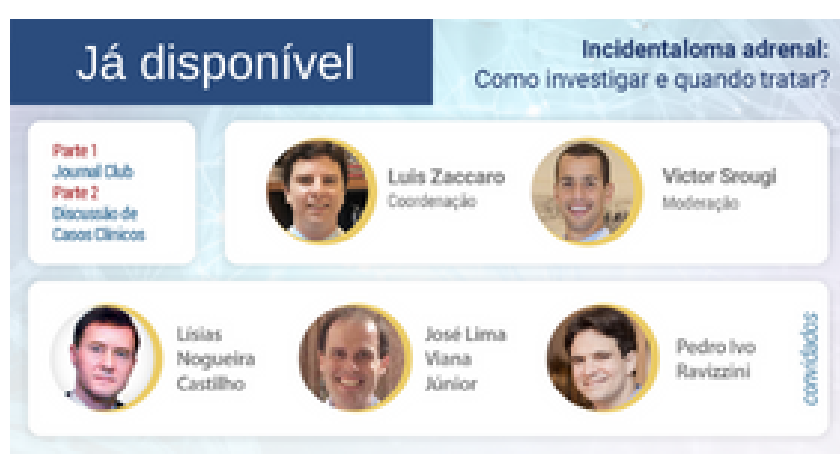 Já disponível
Incidentaloma adrenal:
Como investigar e quando tratar?
Parte 1
Journal Club
Parte 2
Discussão de
Casos Clínicos
Luis Zaccaro
Coordenação
Victor Srougi
Moderação
Lísias
Nogueira
Castilho
José Lima
Viana
Júnior
Pedro Ivo
Ravizzini
convidados